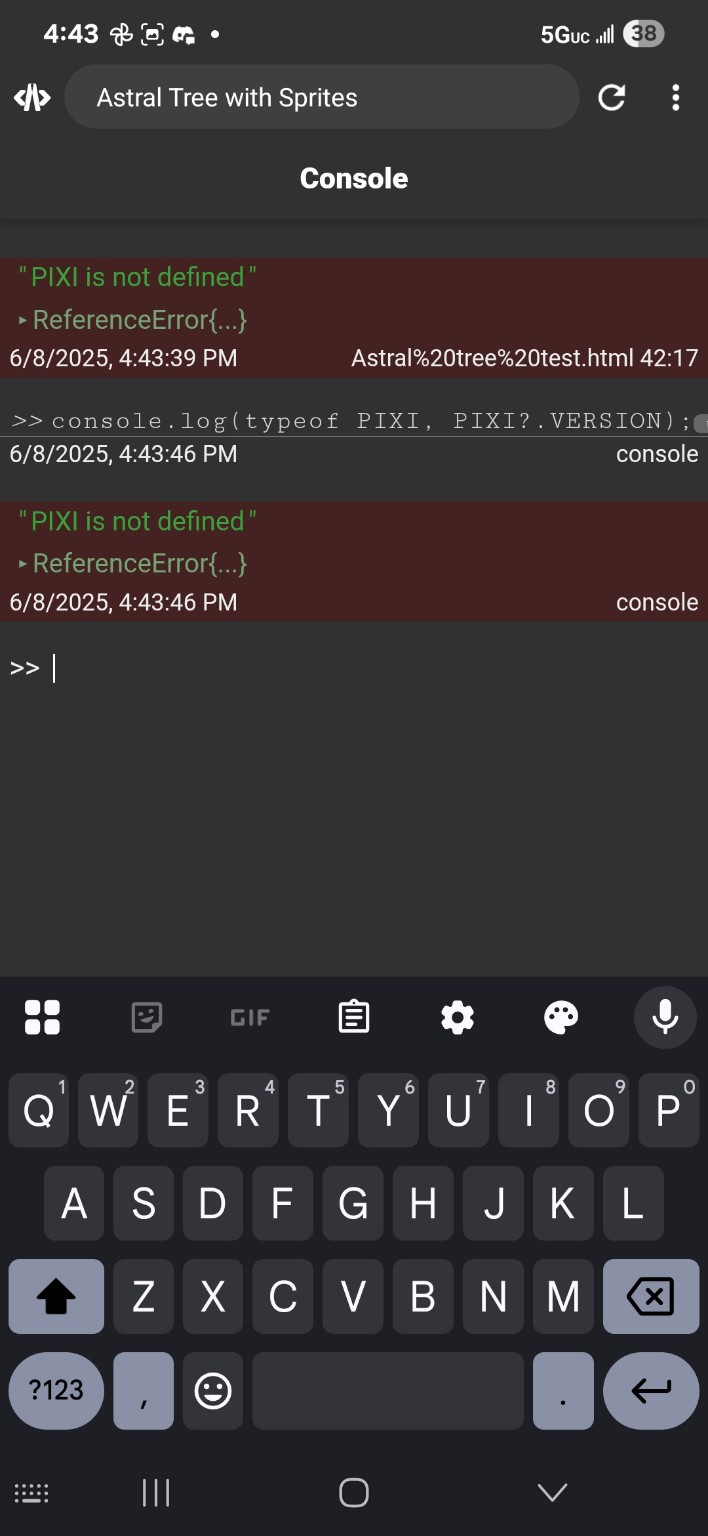 4:43
5GUC
38
Astral Tree with Sprites
Console
"PIXI is not defined"
▸ReferenceError{...}
6/8/2025, 4:43:39 PM Astral%20tree%20test.html 42:17
>> console.log(typeof PIXI, PIXI?.VERSION);
6/8/2025, 4:43:46 PM console
"PIXI is not defined"
▸ReferenceError{...}
6/8/2025, 4:43:46 PM console
>>
GIF
Q1 W2 E3 R4 T5 Y6 U7 I8 O9 P0
A S D F G H J K L
Z X C V B N M
?123 , .